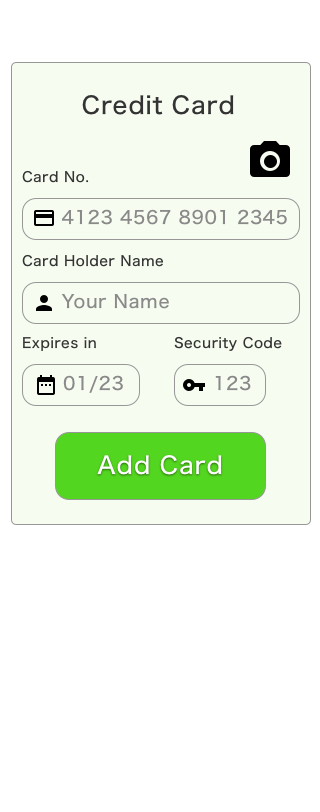 Credit Card
Card No.
4123 4567 8901 2345
Card Holder Name
Your Name
Expires in
Security Code
01/23
123
Add Card